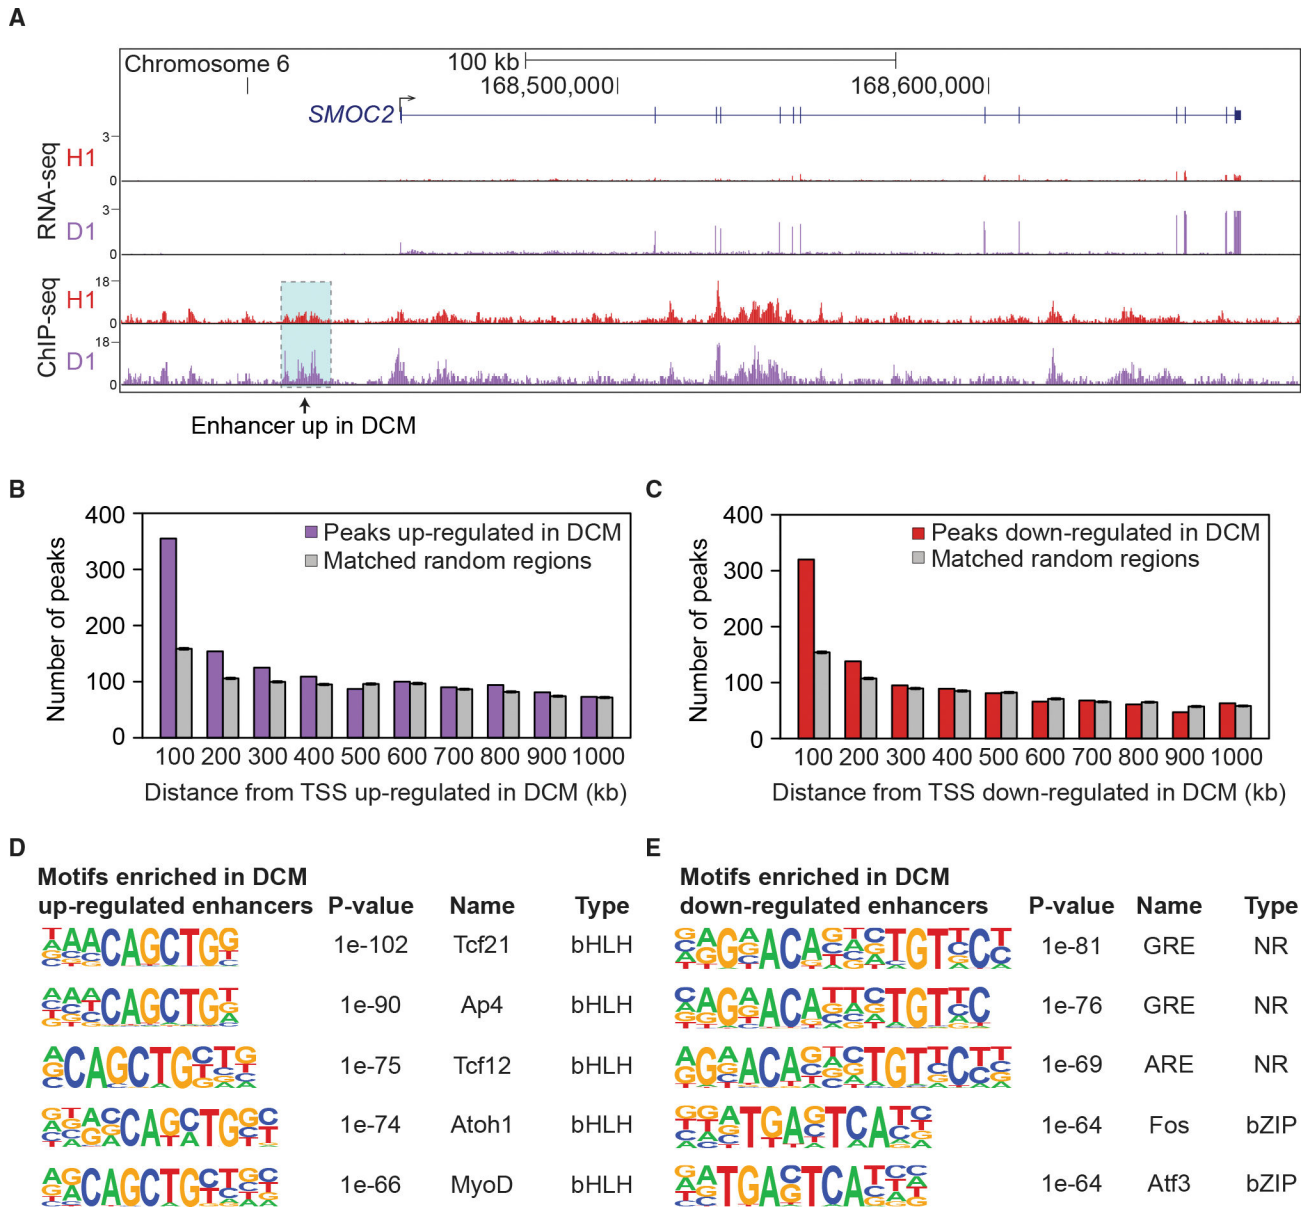 A
Chromosome 6
100 kb
168,500,000
168,600,000
SMOC2
RNA-seq
H1
3
0
D1
3
0
ChIP-seq
H1
18
0
D1
18
0
Enhancer up in DCM
B
Number of peaks
400
300
200
100
0
Peaks up-regulated in DCM
Matched random regions
100 200 300 400 500 600 700 800 900 1000
Distance from TSS up-regulated in DCM (kb)
C
Number of peaks
400
300
200
100
0
Peaks down-regulated in DCM
Matched random regions
100 200 300 400 500 600 700 800 900 1000
Distance from TSS down-regulated in DCM (kb)
D
Motifs enriched in DCM
up-regulated enhancers P-value Name Type
1e-102 Tcf21 bHLH
1e-90 Ap4 bHLH
1e-75 Tcf12 bHLH
1e-74 Atoh1 bHLH
1e-66 MyoD bHLH
E
Motifs enriched in DCM
down-regulated enhancers P-value Name Type
1e-81 GRE NR
1e-76 GRE NR
1e-69 ARE NR
1e-64 Fos bZIP
1e-64 Atf3 bZIP